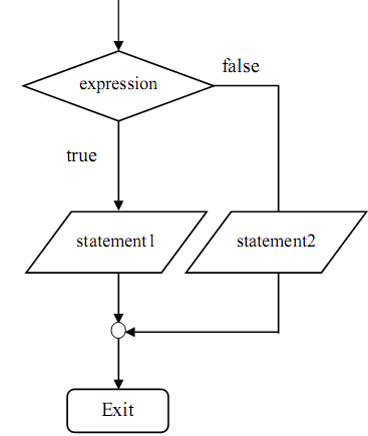 false
expression
true
statement1
statement2
Exit